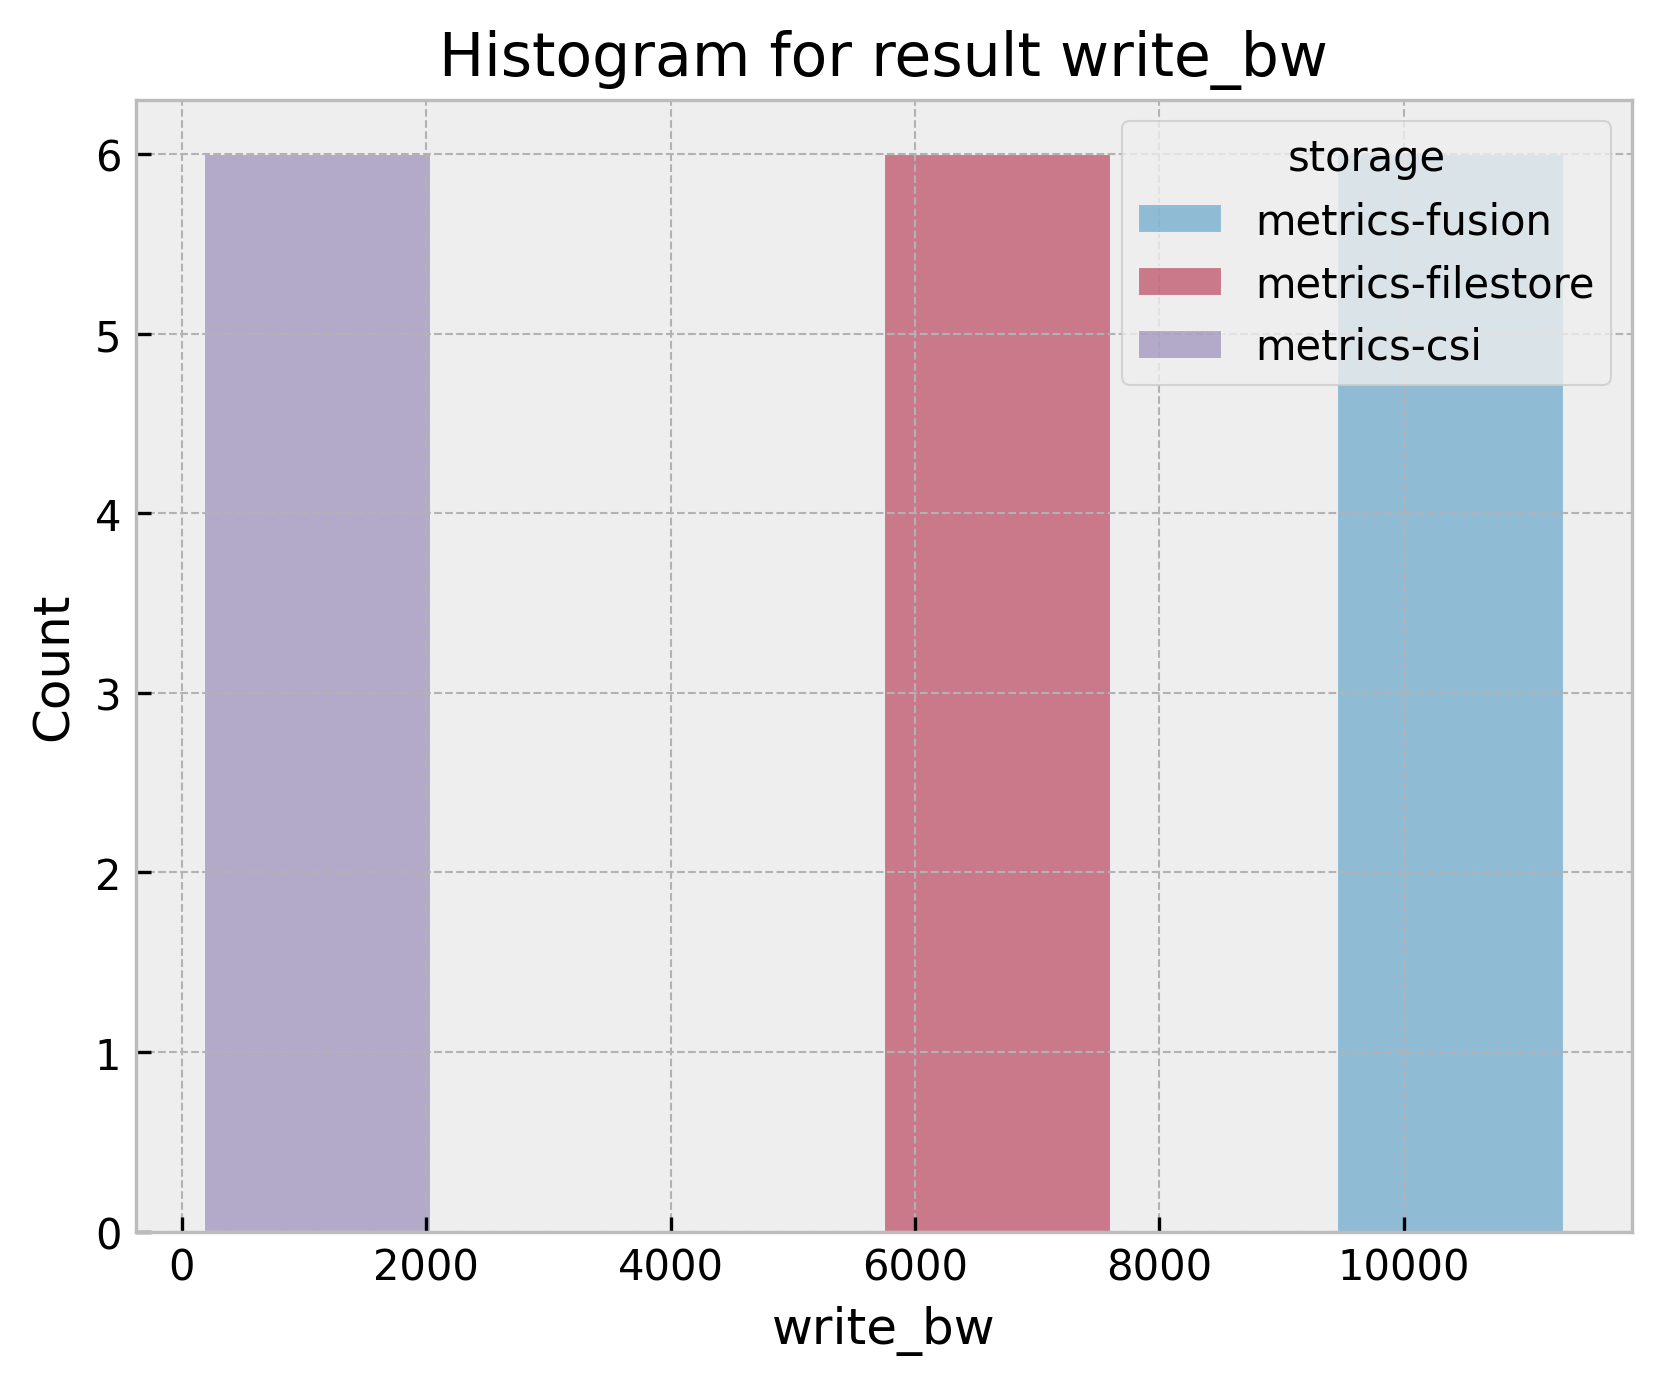 Histogram for result write_bw
storage
metrics-fusion
metrics-filestore
metrics-csi
Count
6
5
4
3
2
1
0
0 2000 4000 6000 8000 10000
write_bw